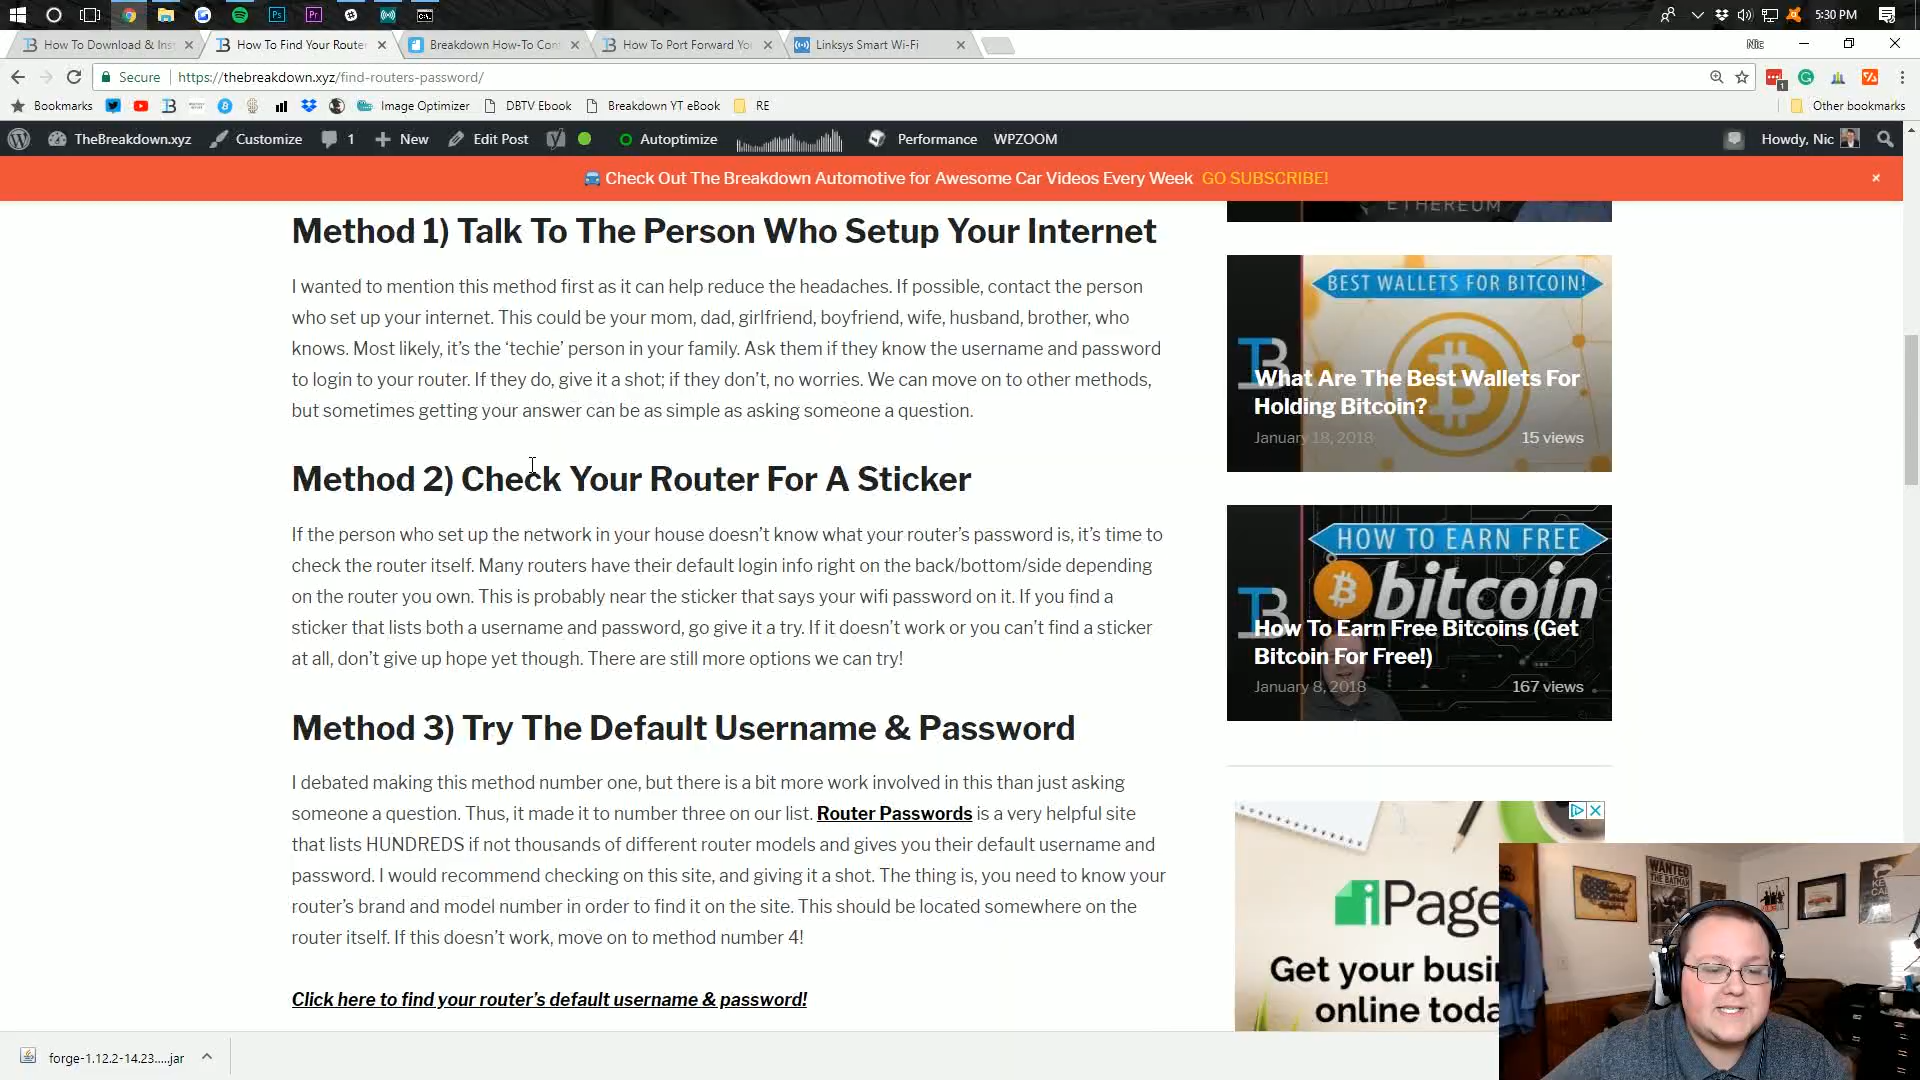 5:30 PM
How To Download & Inst
How To Find Your Route
Breakdown How-To Con
How To Port Forward Yo
Linksys Smart Wi-Fi
Nic
Secure
https://thebreakdown.xyz/find-routers-password/
Bookmarks
Image Optimizer
DBTV Ebook
Breakdown YT eBook
RE
Other bookmarks
TheBreakdown.xyz
Customize
1
New
Edit Post
Autoptimize
Performance
WPZOOM
Howdy, Nic
Check Out The Breakdown Automotive for Awesome Car Videos Every Week GO SUBSCRIBE!
Method 1) Talk To The Person Who Setup Your Internet
I wanted to mention this method first as it can help reduce the headaches. If possible, contact the person
who set up your internet. This could be your mom, dad, girlfriend, boyfriend, wife, husband, brother, who
knows. Most likely, it’s the ‘techie’ person in your family. Ask them if they know the username and password
to login to your router. If they do, give it a shot; if they don’t, no worries. We can move on to other methods,
but sometimes getting your answer can be as simple as asking someone a question.
Method 2) Check Your Router For A Sticker
If the person who set up the network in your house doesn’t know what your router’s password is, it’s time to
check the router itself. Many routers have their default login info right on the back/bottom/side depending
on the router you own. This is probably near the sticker that says your wifi password on it. If you find a
sticker that lists both a username and password, go give it a try. If it doesn’t work or you can’t find a sticker
at all, don’t give up hope yet though. There are still more options we can try!
Method 3) Try The Default Username & Password
I debated making this method number one, but there is a bit more work involved in this than just asking
someone a question. Thus, it made it to number three on our list. Router Passwords is a very helpful site
that lists HUNDREDS if not thousands of different router models and gives you their default username and
password. I would recommend checking on this site, and giving it a shot. The thing is, you need to know your
router’s brand and model number in order to find it on the site. This should be located somewhere on the
router itself. If this doesn’t work, move on to method number 4!
Click here to find your router’s default username & password!
ETHEREUM
BEST WALLETS FOR BITCOIN!
What Are The Best Wallets For
Holding Bitcoin?
January 18, 2018
15 views
HOW TO EARN FREE
bitcoin
How To Earn Free Bitcoins (Get
Bitcoin For Free!)
January 8, 2018
167 views
iPage
Get your busi
online toda
WANTED
THE BATMAN
forge-1.12.2-14.23.....jar